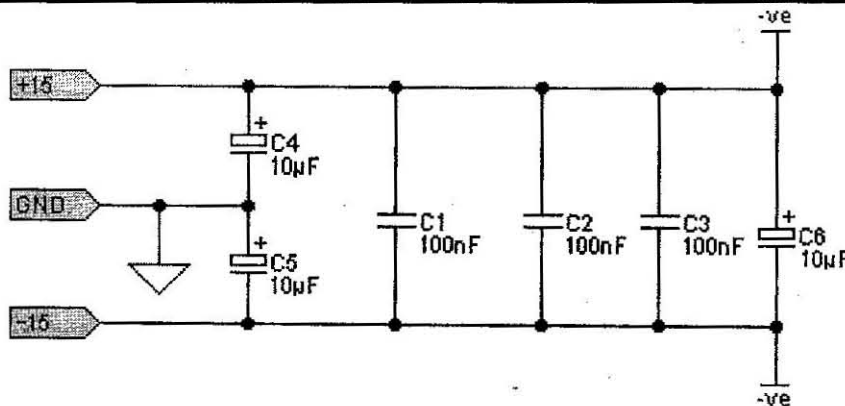 -ve
+15
+
C4
10µF
GND
+
C5
10µF
C1
100nF
C2
100nF
C3
100nF
+
C6
10µF
-15
-ve